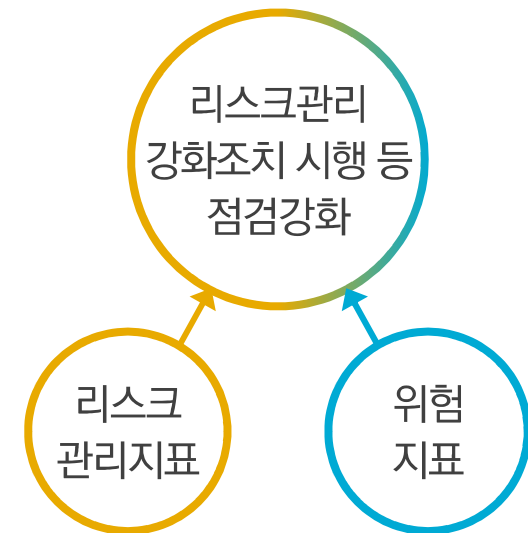 리스크관리
강화조치 시행 등
점검강화
리스크
관리지표
위험
지표